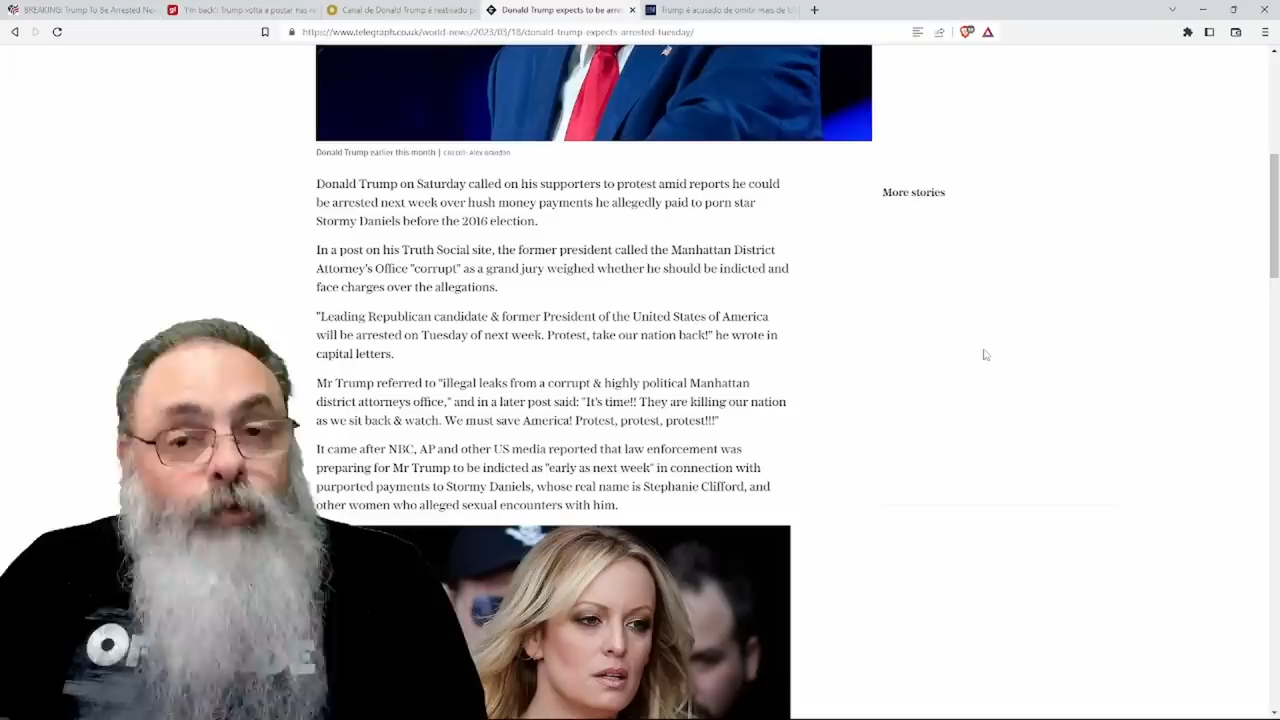 BREAKING: Trump To Be Arrested Nex
'I'm back': Trump volta a postar nas re
Canal de Donald Trump é reativado p
Donald Trump expects to be arre
Trump é acusado de omitir mais de U
https://www.telegraph.co.uk/world-news/2023/03/18/donald-trump-expects-arrested-tuesday/
Donald Trump earlier this month | CREDIT: Alex Brandon
Donald Trump on Saturday called on his supporters to protest amid reports he could
be arrested next week over hush money payments he allegedly paid to porn star
Stormy Daniels before the 2016 election.
More stories
In a post on his Truth Social site, the former president called the Manhattan District
Attorney's Office "corrupt" as a grand jury weighed whether he should be indicted and
face charges over the allegations.
"Leading Republican candidate & former President of the United States of America
will be arrested on Tuesday of next week. Protest, take our nation back!" he wrote in
capital letters.
Mr Trump referred to "illegal leaks from a corrupt & highly political Manhattan
district attorneys office," and in a later post said: "It's time!! They are killing our nation
as we sit back & watch. We must save America! Protest, protest, protest!!!"
It came after NBC, AP and other US media reported that law enforcement was
preparing for Mr Trump to be indicted as "early as next week" in connection with
purported payments to Stormy Daniels, whose real name is Stephanie Clifford, and
other women who alleged sexual encounters with him.